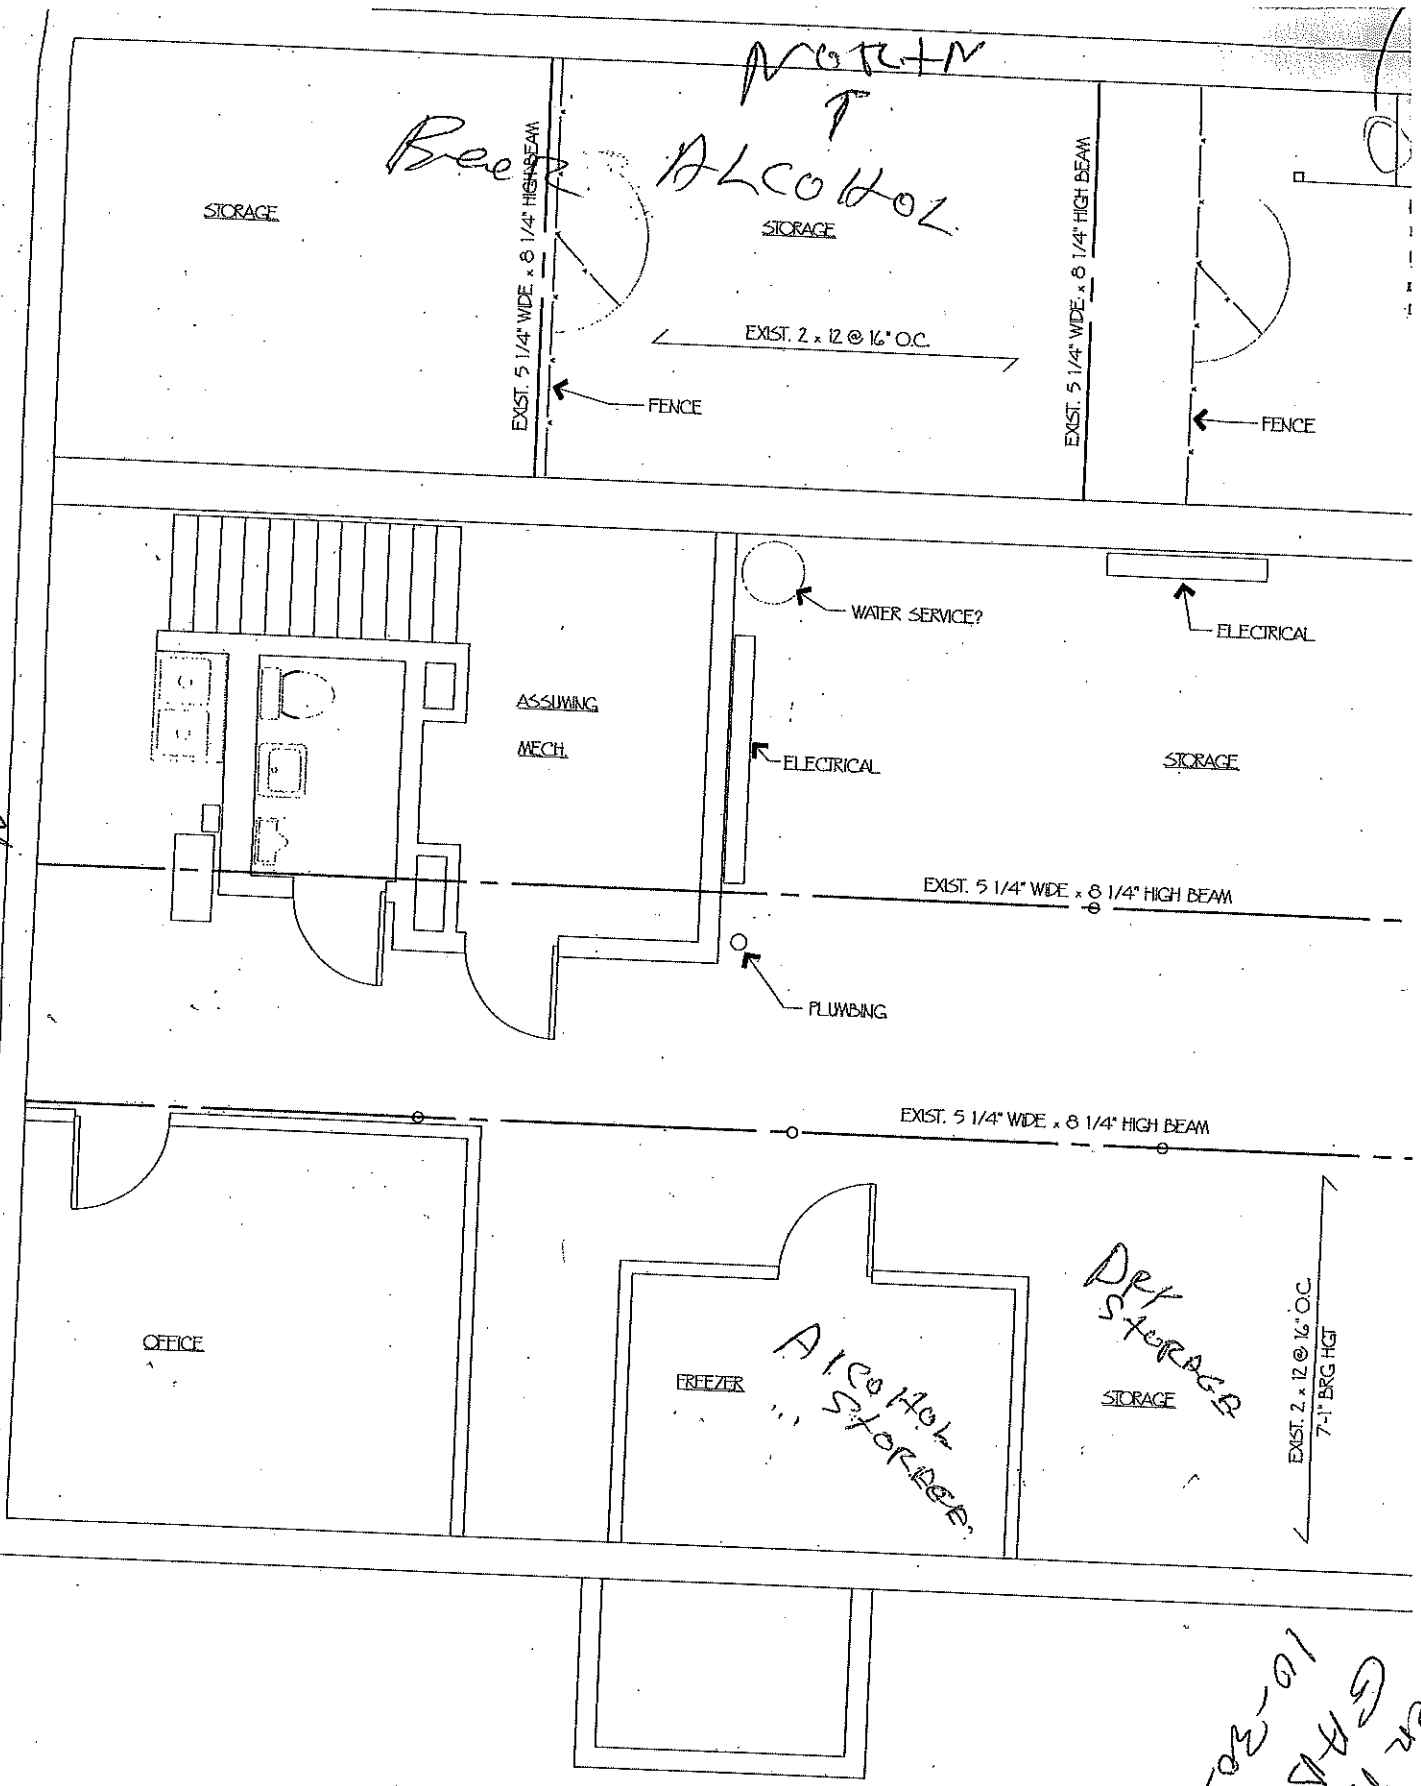 NORTH
Beer
ALCOHOL
STORAGE
STORAGE
EXIST. 5 1/4" WIDE x 8 1/4" HIGH BEAM
EXIST. 5 1/4" WIDE x 8 1/4" HIGH BEAM
EXIST. 2 x 12 @ 16" O.C.
FENCE
FENCE
WATER SERVICE?
ELECTRICAL
ASSUMING
MECH.
ELECTRICAL
STORAGE
EXIST. 5 1/4" WIDE x 8 1/4" HIGH BEAM
PLUMBING
EXIST. 5 1/4" WIDE x 8 1/4" HIGH BEAM
OFFICE
FREEZER
ALCOHOL
STORAGE
DRY
STORAGE
STORAGE
EXIST. 2 x 12 @ 16" O.C.
7'-1" BRG HGT